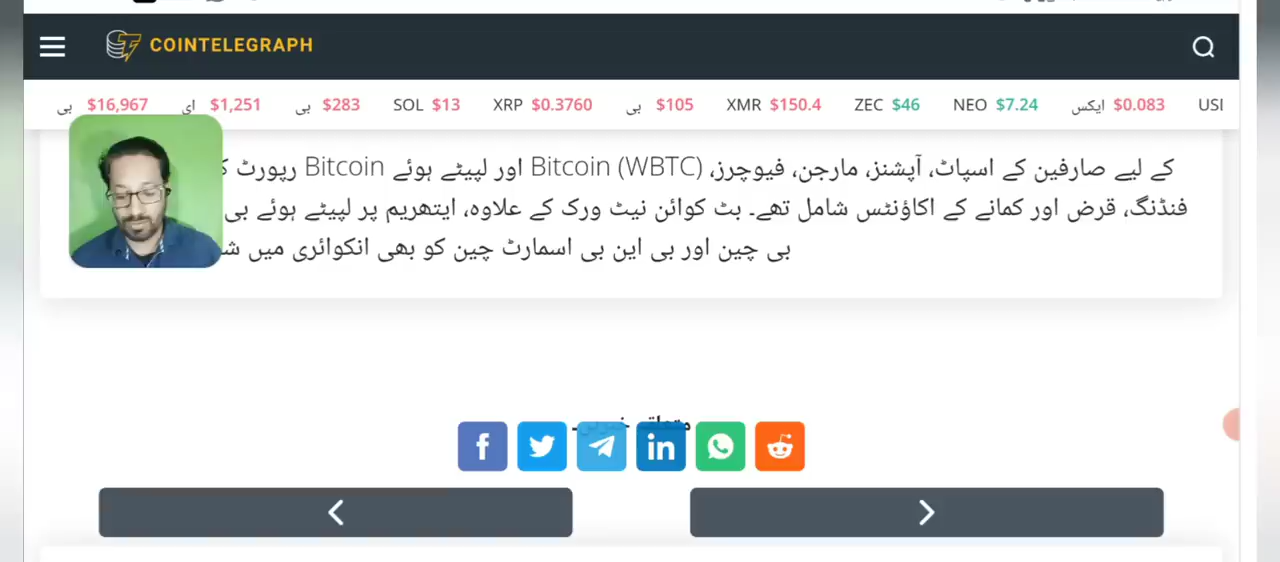 COINTELEGRAPH
بی $16,967 ای $1,251 بی $283 SOL $13 XRP $0.3760 بی $105 XMR $150.4 ZEC $46 NEO $7.24 ایکس $0.083 USI
کے لیے صارفین کے اسپاٹ، آپشنز، مارجن، فیوچرز، Bitcoin (WBTC) اور لپیٹے ہوئے Bitcoin رپورٹ
فنڈنگ، قرض اور کمانے کے اکاؤنٹس شامل تھے۔ بٹ کوائن نیٹ ورک کے علاوہ، ایتھریم پر لپیٹے ہوئے بی
بی چین اور بی این بی اسمارٹ چین کو بھی انکوائری میں